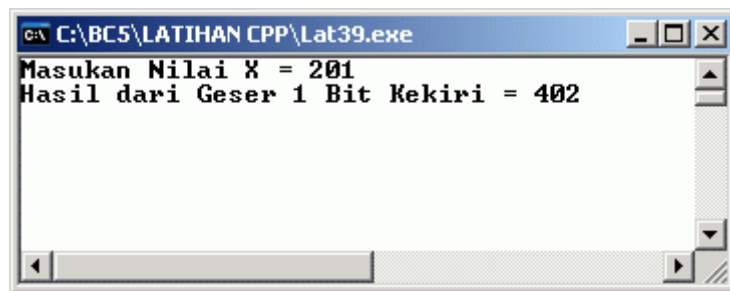 C:\BC5\LATIHAN CPP\Lat39.exe
Masukan Nilai X = 201
Hasil dari Geser 1 Bit Kekiri = 402